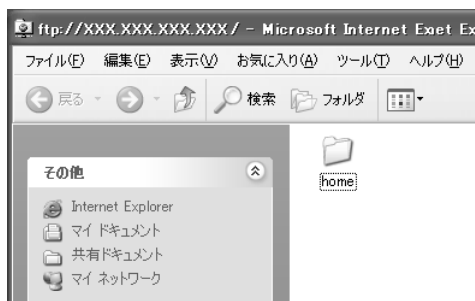 ftp://XXX.XXX.XXX.XXX/ - Microsoft Internet Exet Ex
ファイル(F) 編集(E) 表示(V) お気に入り(A) ツール(T) ヘルプ(H)
戻る 検索 フォルダ
その他
home
Internet Explorer
マイ ドキュメント
共有ドキュメント
マイ ネットワーク